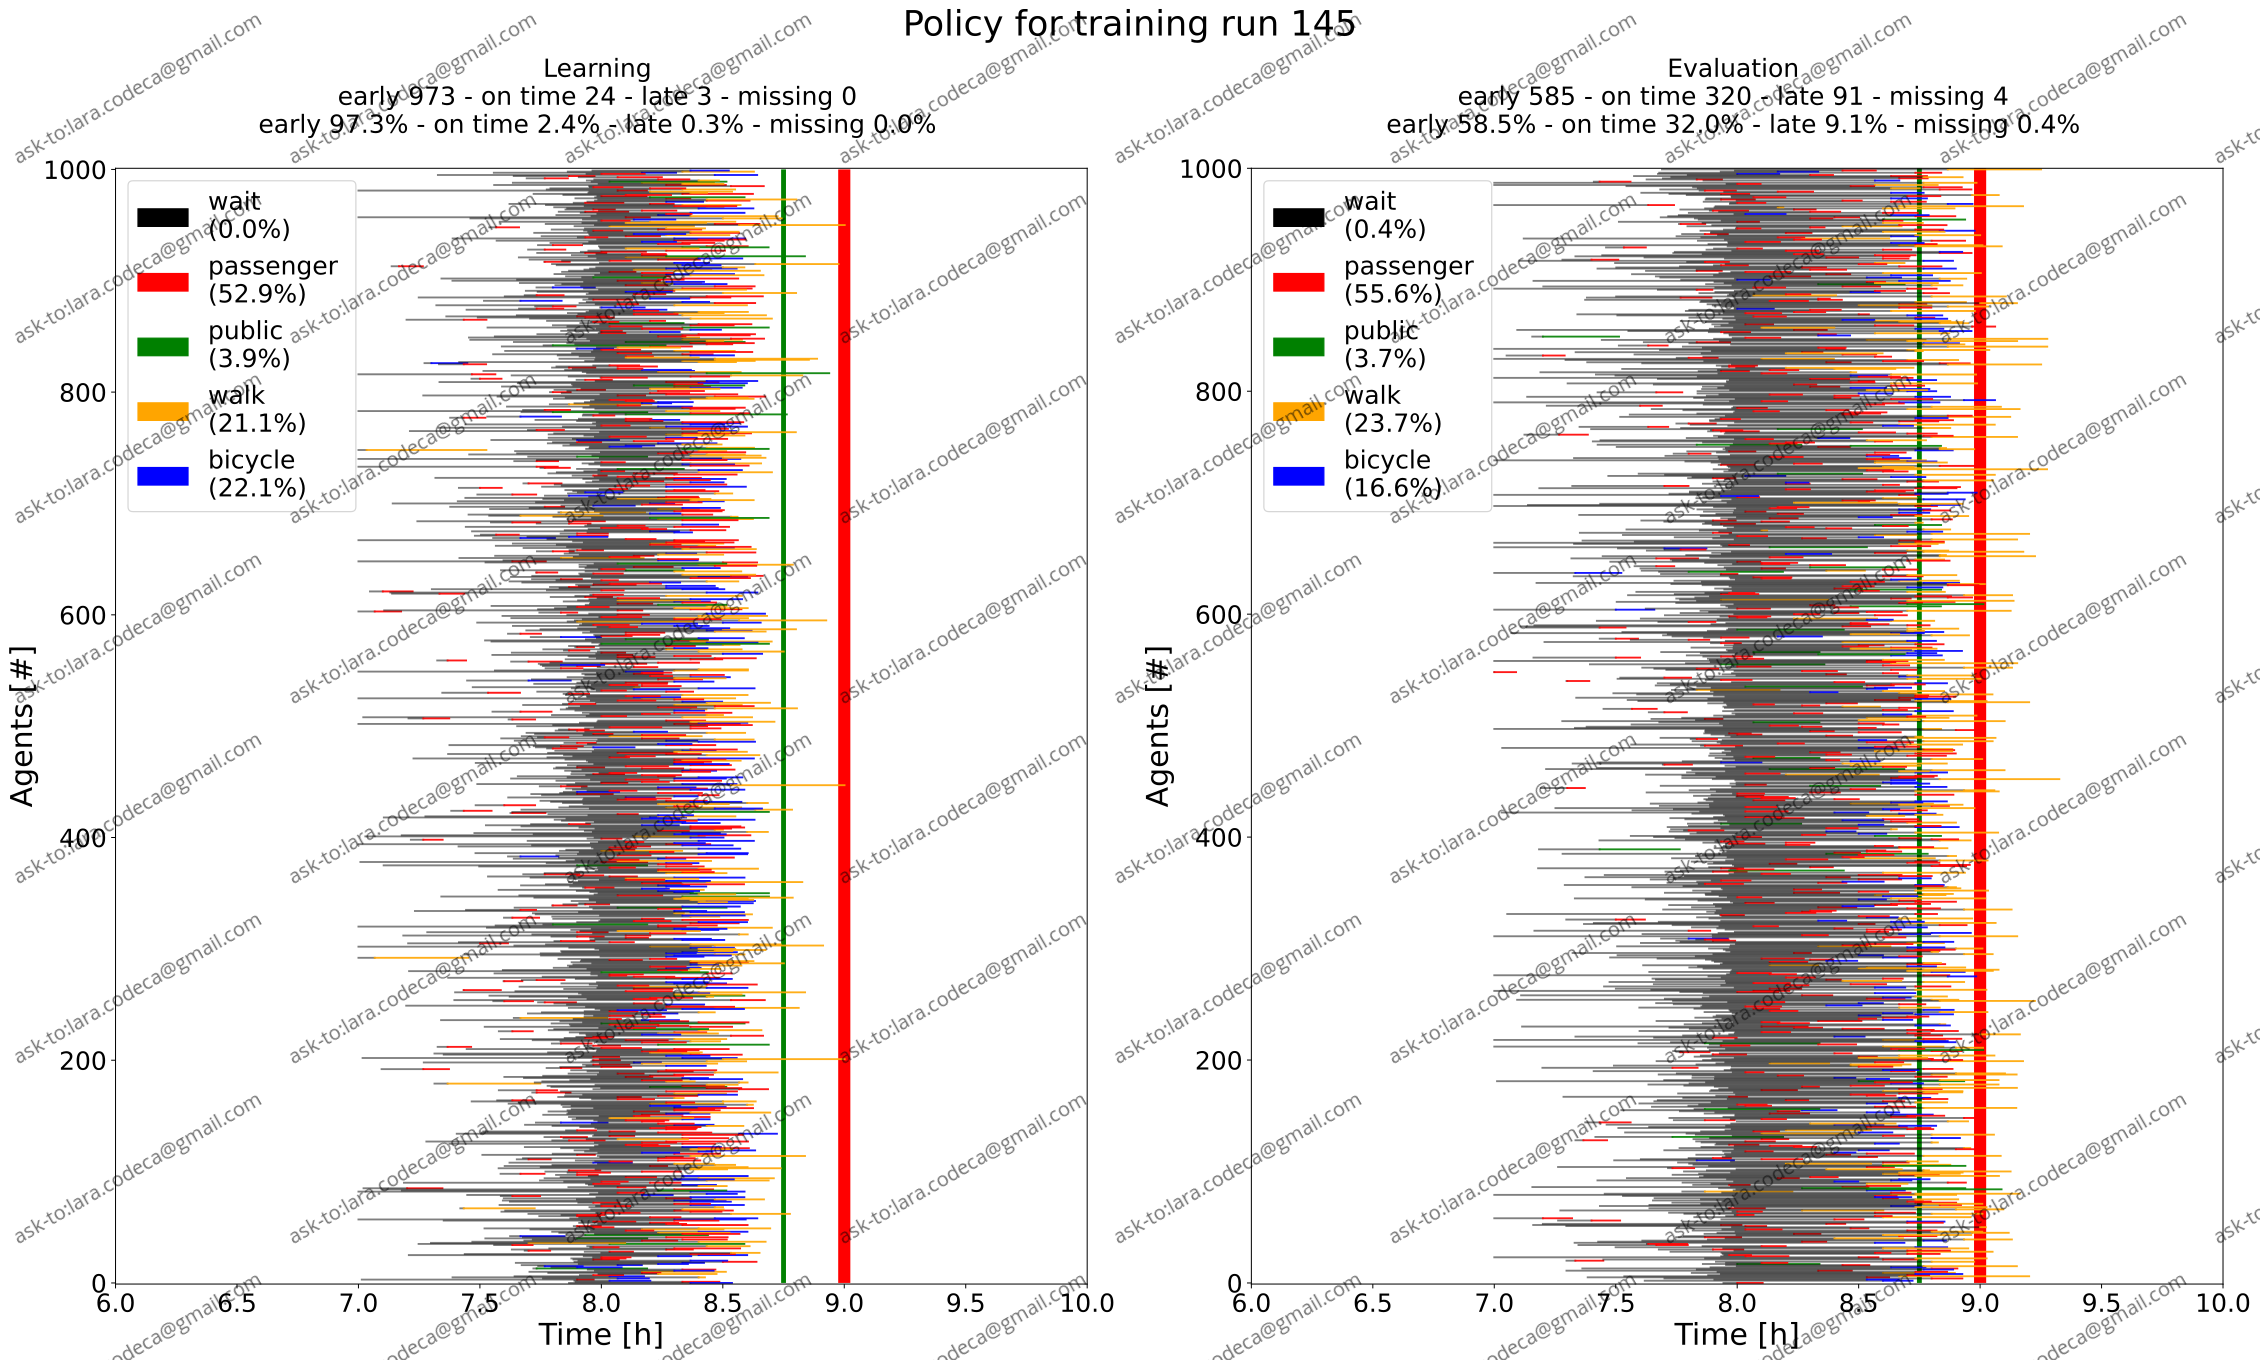 Policy for training run 145
Learning
early 973 - on time 24 - late 3 - missing 0
early 97.3% - on time 2.4% - late 0.3% - missing 0.0%
1000
800
600
400
200
0
Agents [#]
wait
(0.0%)
passenger
(52.9%)
public
(3.9%)
walk
(21.1%)
bicycle
(22.1%)
6.0 6.5 7.0 7.5 8.0 8.5 9.0 9.5 10.0
Time [h]
Evaluation
early 585 - on time 320 - late 91 - missing 4
early 58.5% - on time 32.0% - late 9.1% - missing 0.4%
1000
800
600
400
200
0
Agents [#]
wait
(0.4%)
passenger
(55.6%)
public
(3.7%)
walk
(23.7%)
bicycle
(16.6%)
6.0 6.5 7.0 7.5 8.0 8.5 9.0 9.5 10.0
Time [h]
ask-to:lara.codeca@gmail.com